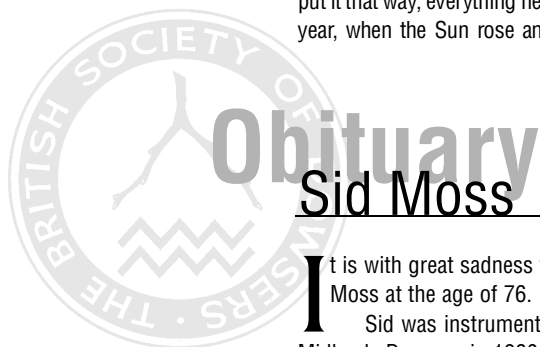 put it that way, everything he
year, when the Sun rose an
THE BRITISH SOCIETY OF
Obituary
Sid Moss
It is with great sadness
Moss at the age of 76.
Sid was instrument